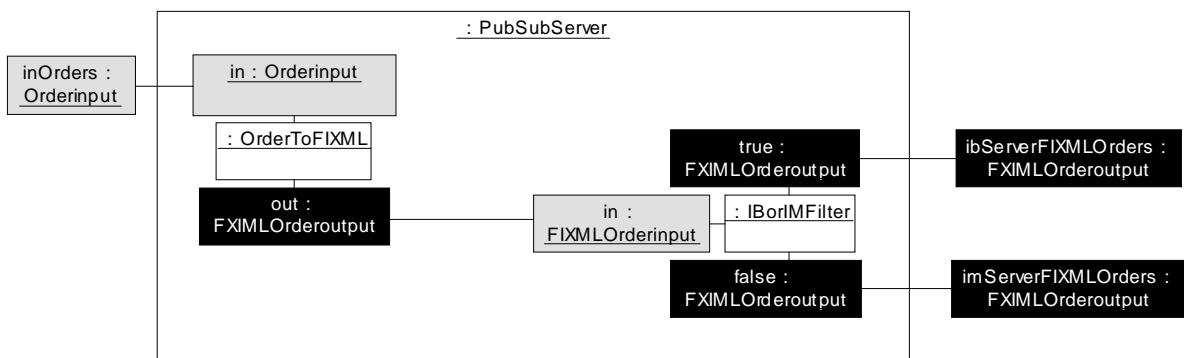 : PubSubServer
inOrders :
Orderinput
in : Orderinput
: OrderToFIXML
out :
FXIMLOrderoutput
in :
FIXMLOrderinput
true :
FXIMLOrderoutput
: IBorIMFilter
false :
FXIMLOrderoutput
ibServerFIXMLOrders :
FXIMLOrderoutput
imServerFIXMLOrders :
FXIMLOrderoutput